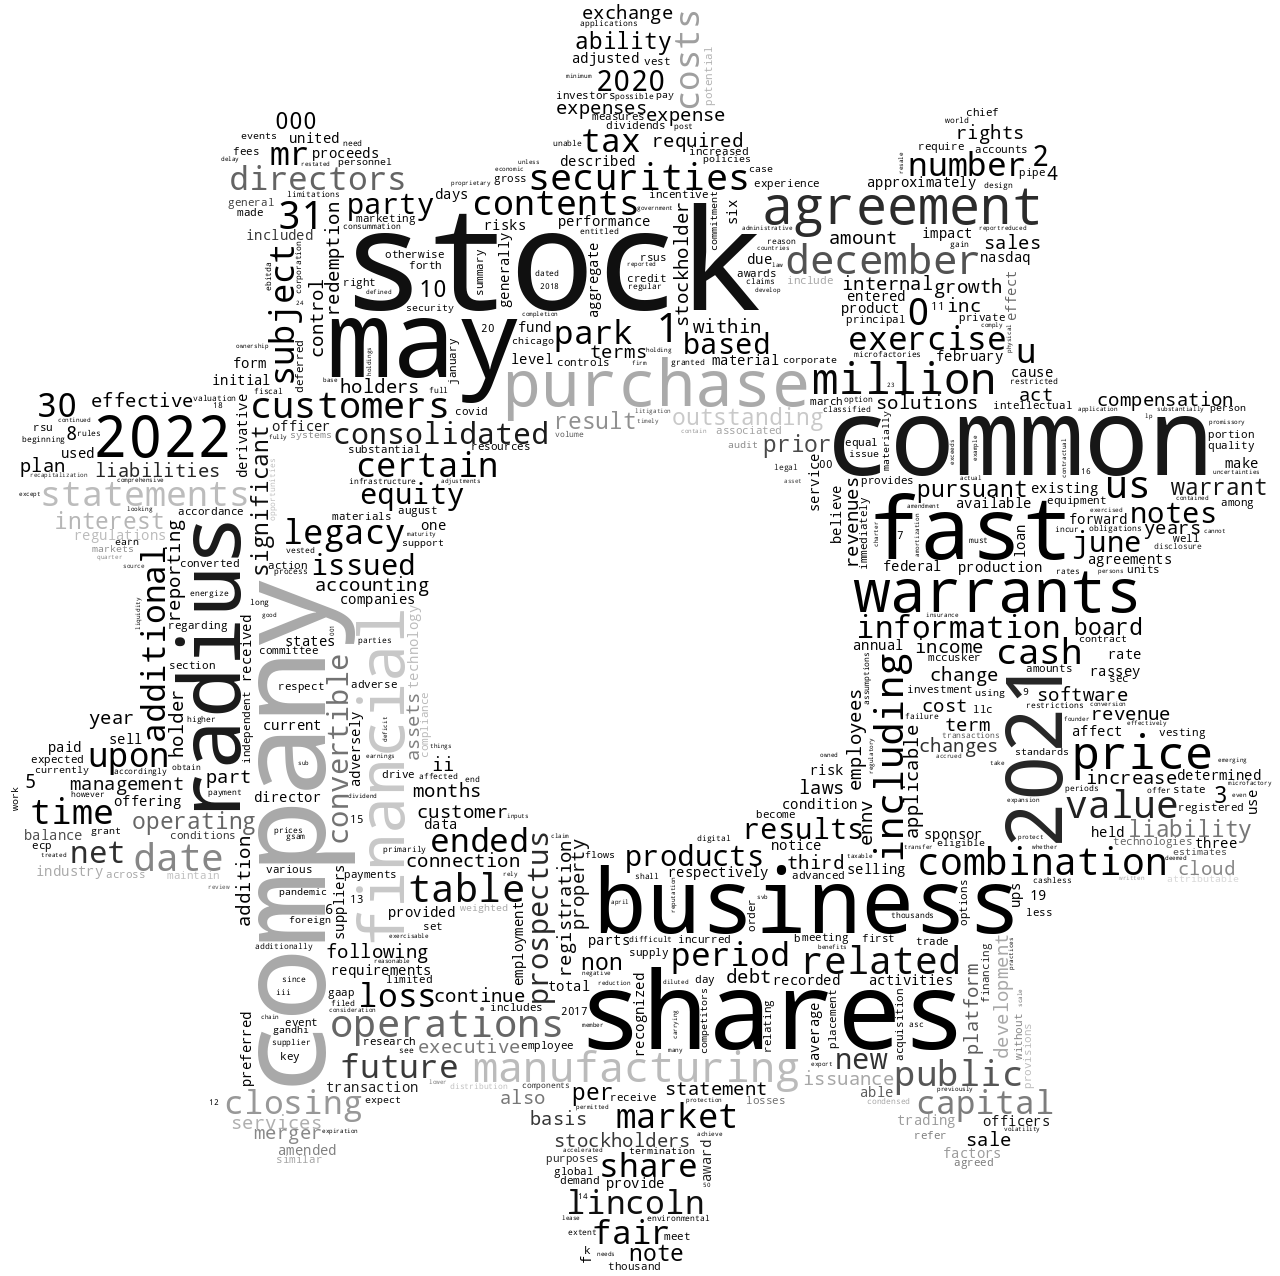 exchange
applications
ability
costs
adjusted vest
potential
minimum
2020
investors possible pay
expenses
measures expense
dividends post
unable tax required
increased
described policies
000
events united need
fees mr proceeds
delay restated personnel
directors
general limitations
made
31
included
party
marketing
consummation
days
proprietary
economic
unless
gross
securities
case
incentive
experience
contents
government
risks performance
entitled
commitment
six
administrative
chief
world
rights
require accounts
number 2
resale
pipe 4
approximately design
agreement
reportreduced
amount impact
gain
sales
reason
countries
december
nasdaq
due
awards law
claims
develop
include
internal growth
effect
entered
product 0 11 inc
principal private
comply
physical
exercise
february
u
microfactories
cause
restricted
act
stock
otherwise
forth
right
defined
10
security
summary
generally
rsus
dated
credit
2018
regular
reported
aggregate
stockholder
redemption
control
subject
ebitda
corporation
24
deferred
ownership
form
initial
may
holdings
base
january
20
completion
fund
chicago
park 1 within
terms based
level controls firm holding granted material corporate
holders full
fiscal
purchase million
23
march option
classified
solutions
intellectual application
compensation
substantially person
lp promissory
30 effective valuation
18
rsu
continued
beginning 8 rules
used
2022
derivative
customers
officer
fully systems
consolidated
resources
substantial
result litigation outstanding
timely
volume contain associated
audit
prior
legal
asset
equal
issue
00
service
common
materially
exceeds
example
contractual
16
actual
portion
quality
make
uncertainties
plan liabilities
recapitalization
comprehensive
except statements
looking
interest accordance
regulations
earn
markets
quarter
source
converted
reporting
significant
opportunities
certain
infrastructure adjustments
equity
august
materials
legacy one
maturity
vested support
action issued
process
accounting
companies
provides
pursuant existing us warrant
available equipment contained among
amendment exercised
notes
believe
revenues
immediately
charter
7
fast
amortization
must
loan
forward
incur obligations years cannot
june well
disclosure
agreements
federal production rates persons units
warrants
insurance
information board
contract
annual income cash rate
mccusker
amounts rassey
sec
assumptions
including
change
investment using 9 software
restrictions conversion
cost llc
failure term
transactions
changes
accrued
take
2021
founder revenue
affect effectively vesting
standards
price
emerging
increase determined
microfactory
periods offer state 3 even
value registered
use
expansion
protect
held liability
technologies three
whether
estimates
deemed cloud
attributable
written
combination
cashless
19
less
liquidity
additional
radius
energize
regarding
section
holder
higher
independent received
long
good
company
states
100
committee
respect
current
sub
director
prices
gsam
various
pandemic
foreign 6
additionally
since
iii
chain
event
gandhi
supplier
key
parties
convertible
adverse
adversely
financial
deficit
earnings
dividend
15
primarily
payments
13
suppliers
technology
assets
compliance
things
ii
drive affected end
months
customer inputs
data
ended
connection
table rely
provided weighted
set
exercisable
year
sell
paid upon
expected
currently accordingly obtain
5 management part
however payment
work
time offering
operating
balance grant conditions
ecp
treated net date
industry across maintain
review
addition
following
reasonable
requirements limited
gaap
filed
consideration
loss continue
includes
operations
research
see executive employee
future manufacturing
transaction lower distribution components
expect also
preferred
12 closing
services
merger expiration
amended
similar
employment
prospectus
registration
property
claim
flows
products
shall respectively
digital
become
results
notice
third
advanced
risk
laws
condition
owned
employees
regulatory
ennv
applicable
taxable
selling
sponsor
transfer eligible
business
reputation
april
svb
order
thousands
options
ups
parts difficult incurred
supply
b meeting first trade
benefits
non period related
negative
day debt recorded activities
total reduction diluted
2017
member
recognized
shares
carrying
many
competitors
relating
average
placement
acquisition
asc
platform
financing
development
practices
without scale
provisions
export
issuance new
able public
previously
condensed capital
trading officers
volatility
refer sale
factors
agreed
per receive statement
losses
permitted protection
basis market
stockholders achieve
accelerated termination
purposes share award
global
demand provide
50
14 lincoln
lease environmental
extent fair meet
f k needs note
thousand